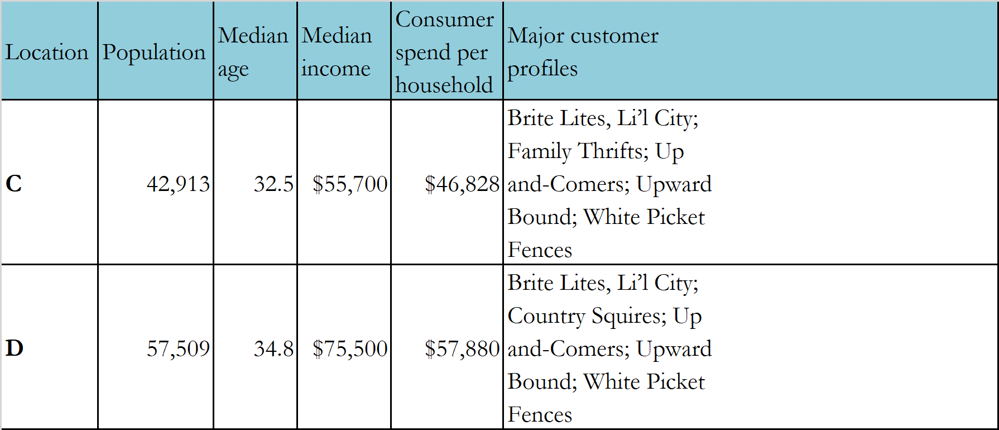 Location Population Median age Median income Consumer spend per household Major customer profiles
C 42,913 32.5 $55,700 $46,828 Brite Lites, Li’l City;
Family Thrifts; Up
and-Comers; Upward
Bound; White Picket
Fences
D 57,509 34.8 $75,500 $57,880 Brite Lites, Li’l City;
Country Squires; Up
and-Comers; Upward
Bound; White Picket
Fences